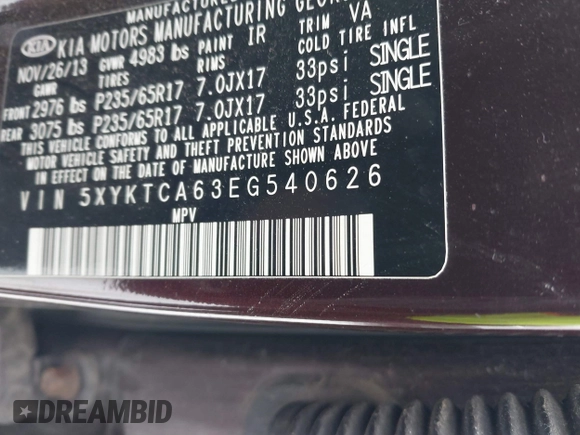 MANUFACTURED
KIA KIA MOTORS MANUFACTURING GEOR
NOV/26/13 GVWR 4983 lbs PAINT IR TRIM VA
GAWR TIRES RIMS COLD TIRE INFL
FRONT 2976 lbs P235/65R17 7.0JX17 33psi SINGLE
REAR 3075 lbs P235/65R17 7.0JX17 33psi SINGLE
THIS VEHICLE CONFORMS TO ALL APPLICABLE U.S.A. FEDERAL
MOTOR VEHICLE SAFETY AND THEFT PREVENTION STANDARDS
IN EFFECT ON THE DATE OF MANUFACTURE SHOWN ABOVE
VIN 5XYKTCA63EG540626
MPV
DREAMBID